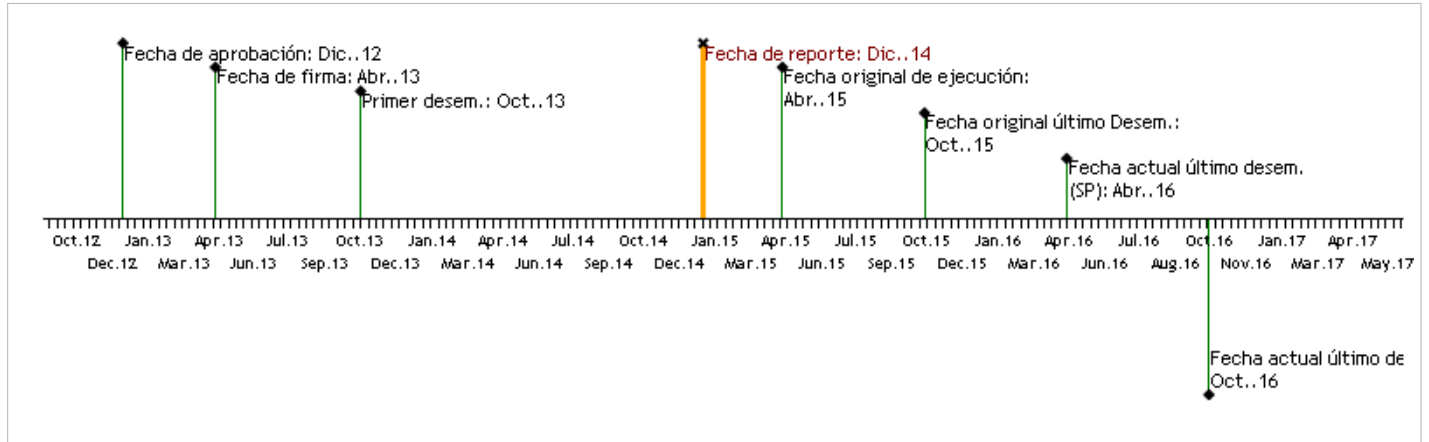 Fecha de aprobación: Dic..12
Fecha de reporte: Dic..14
Fecha de firma: Abr..13
Fecha original de ejecución:
Abr..15
Primer desem.: Oct..13
Fecha original último Desem.:
Oct..15
Fecha actual último desem.
(SP): Abr..16
Oct.12 Jan.13 Apr.13 Jul.13 Oct.13 Jan.14 Apr.14 Jul.14 Oct.14 Jan.15 Apr.15 Jul.15 Oct.15 Jan.16 Apr.16 Jul.16 Oct.16 Jan.17 Apr.17
Dec.12 Mar.13 Jun.13 Sep.13 Dec.13 Mar.14 Jun.14 Sep.14 Dec.14 Mar.15 Jun.15 Sep.15 Dec.15 Mar.16 Jun.16 Aug.16 Nov.16 Mar.17 May.17
Fecha actual último de
Oct..16